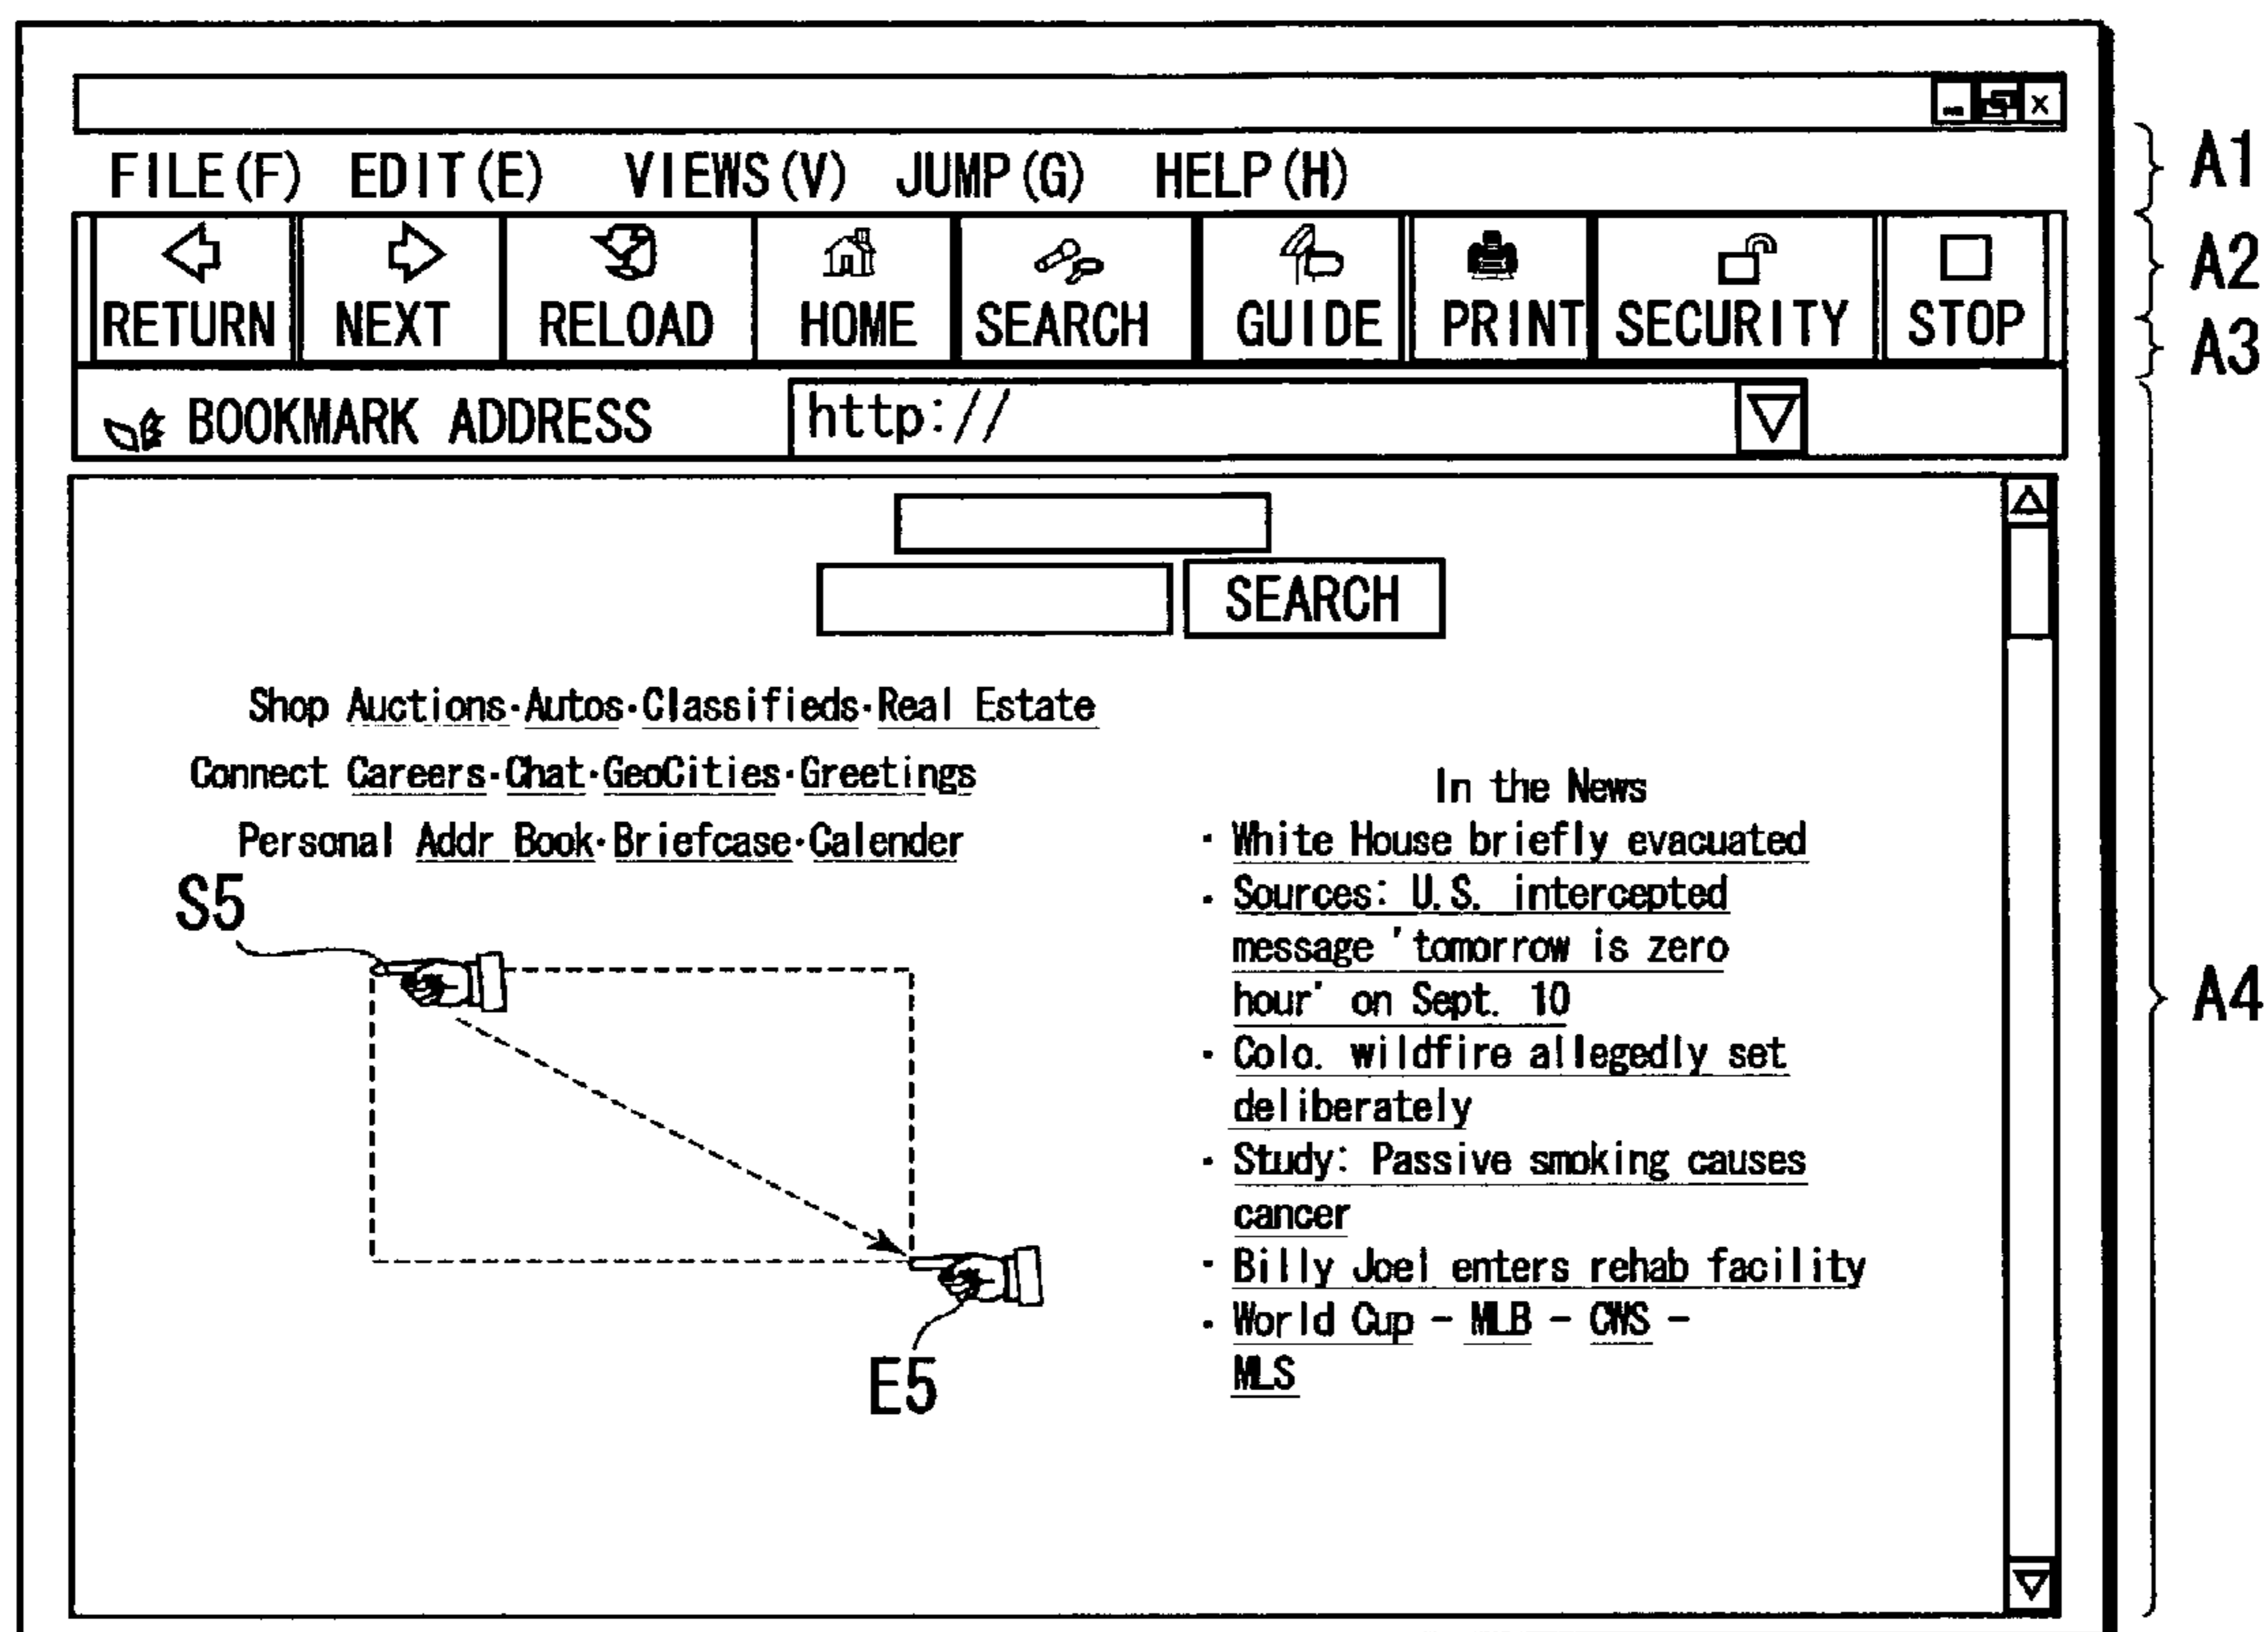 FILE(F) EDIT(E) VIEWS(V) JUMP(G) HELP(H)
A1
RETURN NEXT RELOAD HOME SEARCH GUIDE PRINT SECURITY STOP
A2
A3
BOOKMARK ADDRESS http://
SEARCH
Shop Auctions·Autos·Classifieds·Real Estate
Connect Careers·Chat·GeoCities·Greetings
Personal Addr Book·Briefcase·Calender
S5
E5
In the News
· White House briefly evacuated
· Sources: U.S. intercepted
message 'tomorrow is zero
hour' on Sept. 10
· Colo. wildfire allegedly set
deliberately
· Study: Passive smoking causes
cancer
· Billy Joel enters rehab facility
· World Cup - MLB - CWS -
MLS
A4